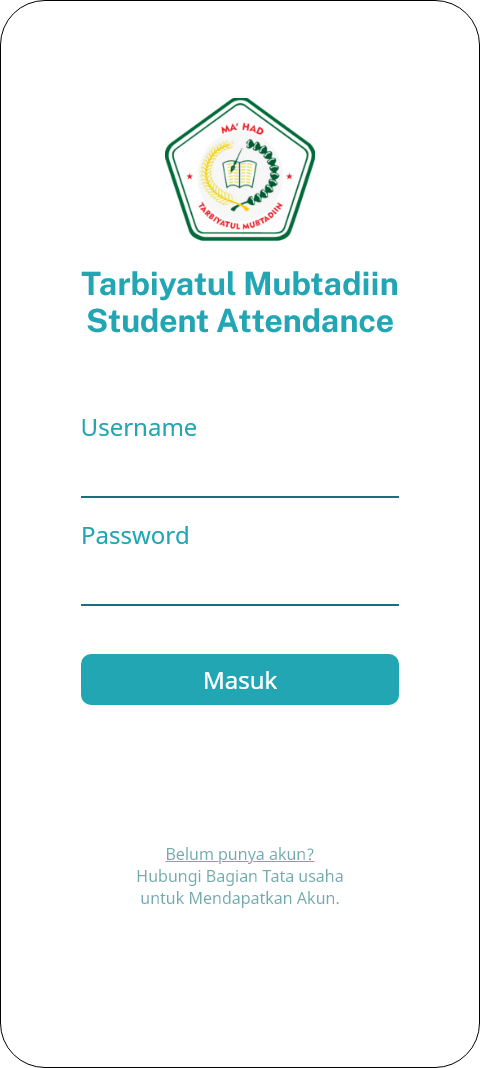 MA' HAD
TARBIYATUL MUBTADIIN
Tarbiyatul Mubtadiin
Student Attendance
Username
Password
Masuk
Belum punya akun?
Hubungi Bagian Tata usaha
untuk Mendapatkan Akun.